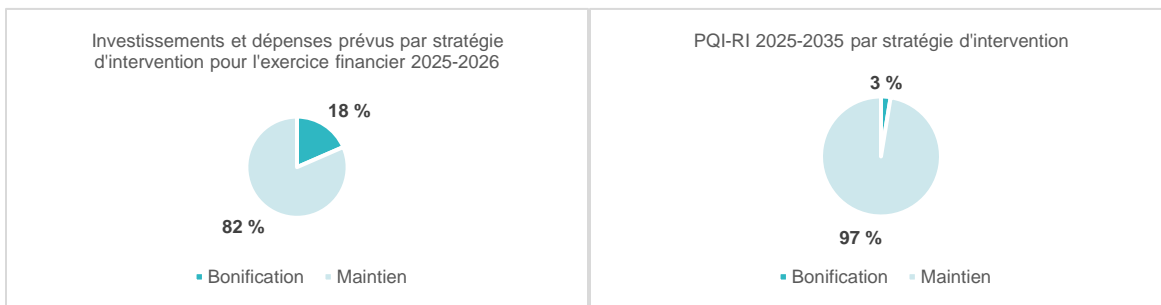 Investissements et dépenses prévus par stratégie
d'intervention pour l'exercice financier 2025-2026
18 %
82 %
Bonification Maintien
PQI-RI 2025-2035 par stratégie d'intervention
3 %
97 %
Bonification Maintien